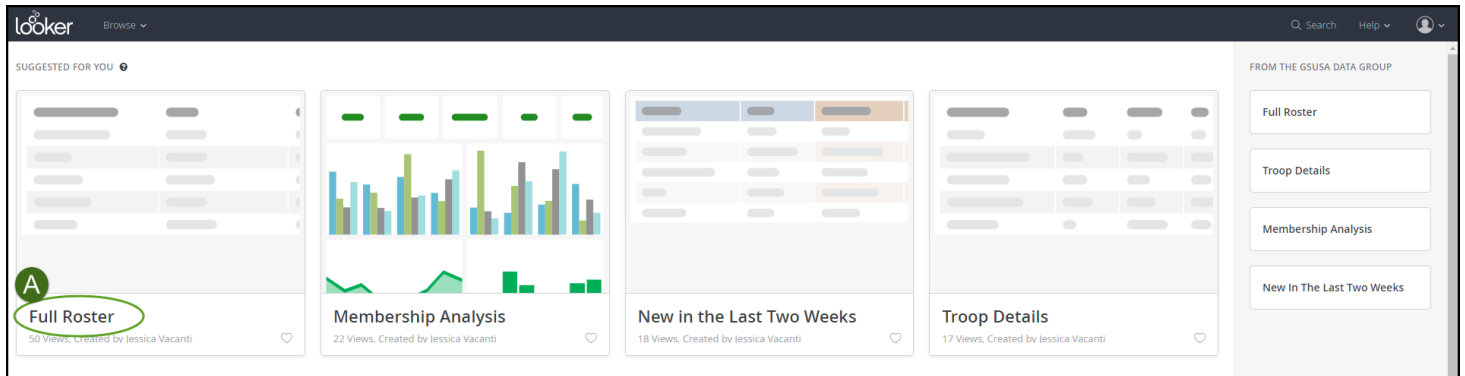 looker
Browse
Search
Help
SUGGESTED FOR YOU ?
FROM THE GSUSA DATA GROUP
A
Full Roster
50 Views, Created by Jessica Vacanti
Membership Analysis
22 Views, Created by Jessica Vacanti
New in the Last Two Weeks
18 Views, Created by Jessica Vacanti
Troop Details
17 Views, Created by Jessica Vacanti
Full Roster
Troop Details
Membership Analysis
New In The Last Two Weeks